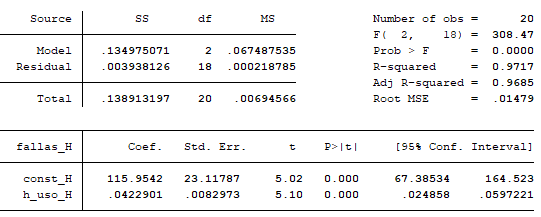 Source SS df MS Number of obs = 20
F( 2, 18) = 308.47
Model .134975071 2 .067487535 Prob > F = 0.0000
Residual .003938126 18 .000218785 R-squared = 0.9717
Adj R-squared = 0.9685
Total .138913197 20 .00694566 Root MSE = .01479
fallas_H Coef. Std. Err. t P>|t| [95% Conf. Interval]
const_H 115.9542 23.11787 5.02 0.000 67.38534 164.523
h_uso_H .0422901 .0082973 5.10 0.000 .024858 .0597221